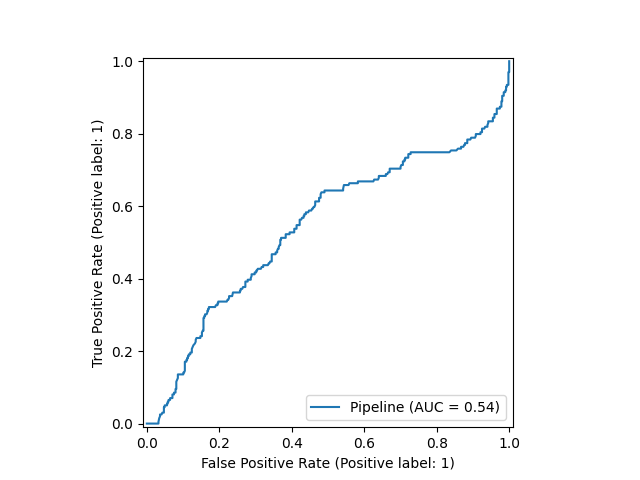 1.0
0.8
0.6
0.4
0.2
0.0
True Positive Rate (Positive label: 1)
Pipeline (AUC = 0.54)
0.0 0.2 0.4 0.6 0.8 1.0
False Positive Rate (Positive label: 1)